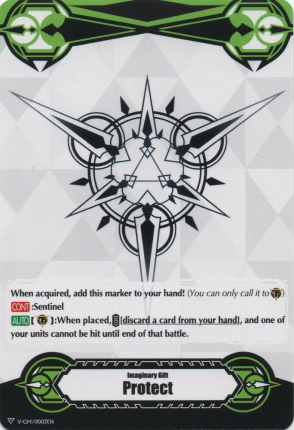 When acquired, add this marker to your hand! (You can only call it to )
CONT :Sentinel
AUTO [ ]:When placed, [discard a card from your hand], and one of
your units cannot be hit until end of that battle.
Imaginary Gift
Protect
V-GM/0003EN